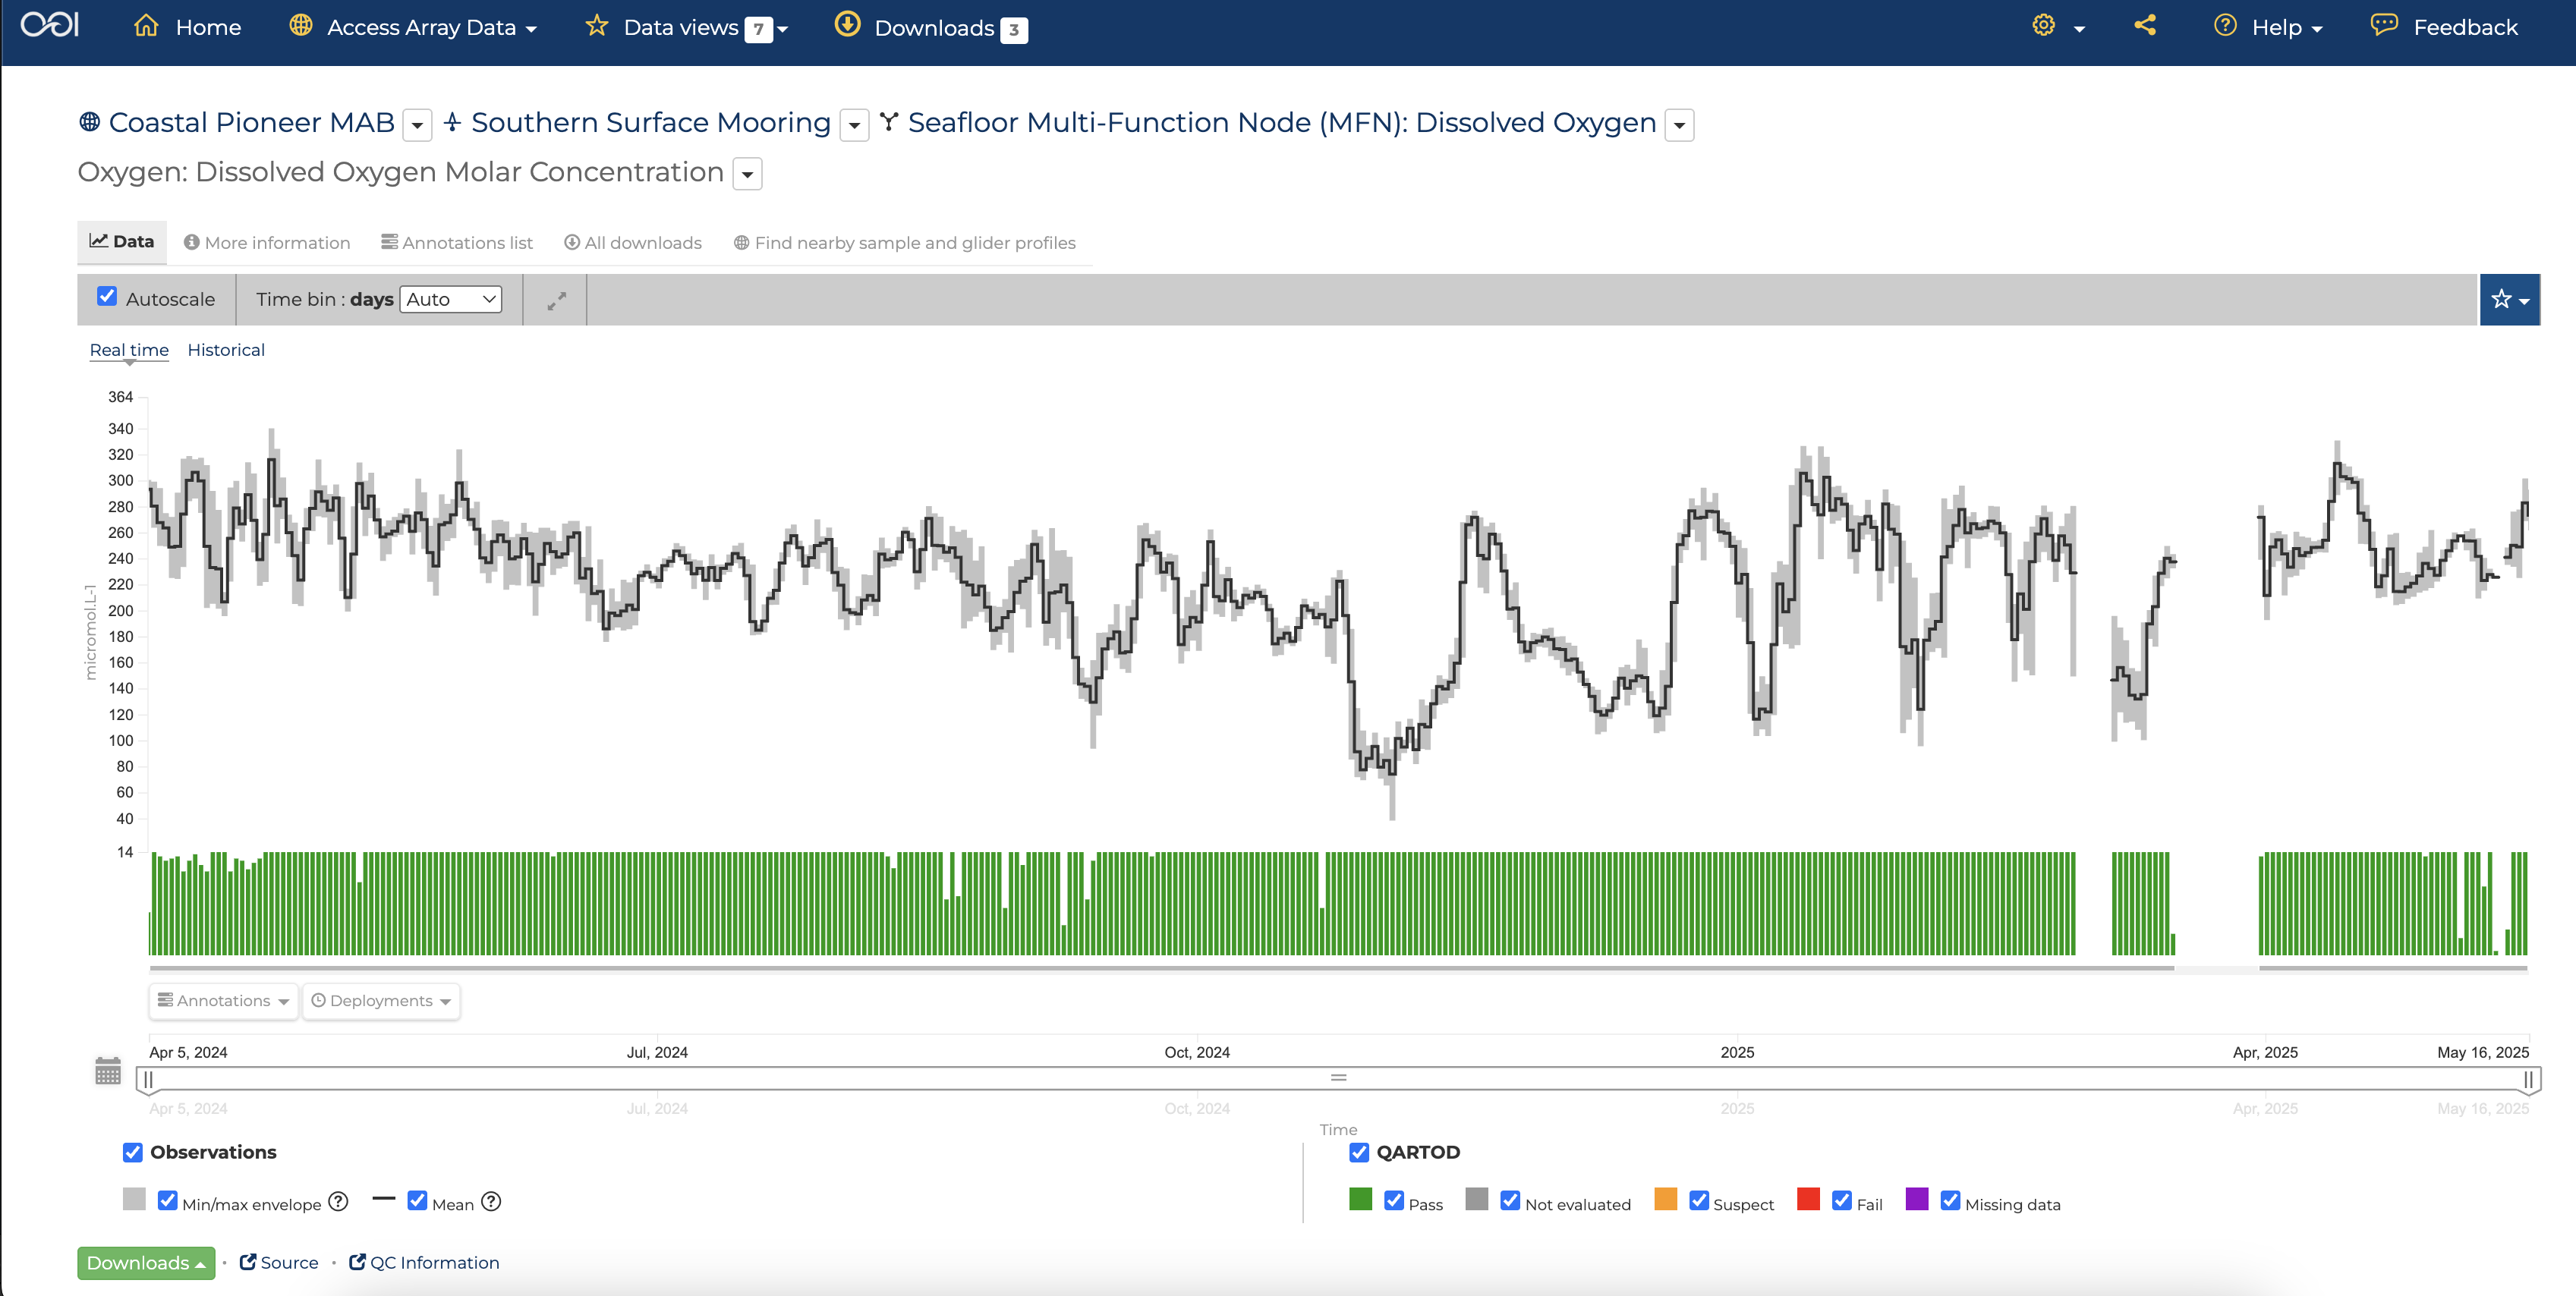 OOI Home Access Array Data Data views 7 Downloads 3 Help Feedback
Coastal Pioneer MAB Southern Surface Mooring Seafloor Multi-Function Node (MFN): Dissolved Oxygen
Oxygen: Dissolved Oxygen Molar Concentration
Data More information Annotations list All downloads Find nearby sample and glider profiles
Autoscale Time bin : days Auto
Real time Historical
364
340
320
300
280
260
240
220
200
180
160
140
120
100
80
60
40
14
micromol.L-1
Annotations Deployments
Apr 5, 2024 Jul, 2024 Oct, 2024 2025 Apr, 2025 May 16, 2025
Apr 5, 2024 Jul, 2024 Oct, 2024 2025 Apr, 2025 May 16, 2025
Time
Observations QARTOD
Min/max envelope ? Mean ? Pass Not evaluated Suspect Fail Missing data
Downloads · Source · QC Information